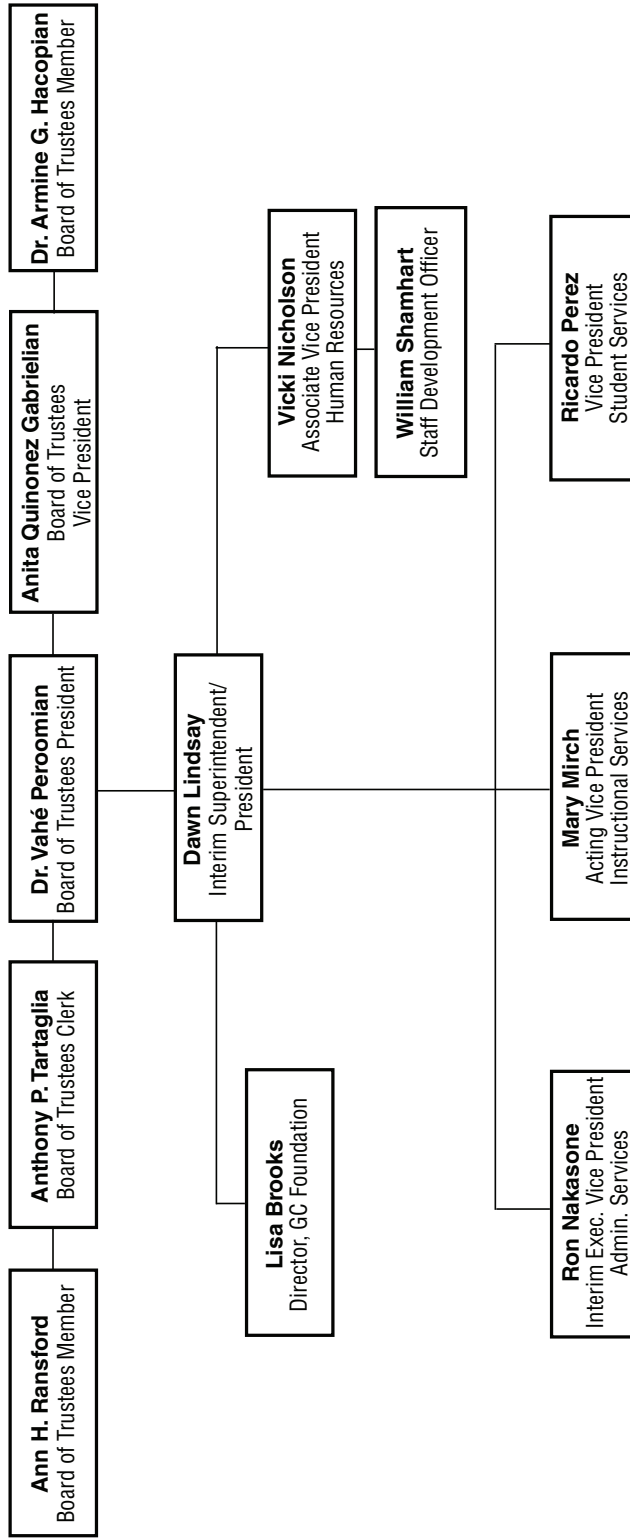 Ann H. Ransford
Board of Trustees Member
Anthony P. Tartaglia
Board of Trustees Clerk
Dr. Vahé Peroomian
Board of Trustees President
Anita Quinonez Gabrielian
Board of Trustees
Vice President
Dr. Armine G. Hacopian
Board of Trustees Member
Dawn Lindsay
Interim Superintendent/
President
Lisa Brooks
Director, GC Foundation
Vicki Nicholson
Associate Vice President
Human Resources
William Shamhart
Staff Development Officer
Ron Nakasone
Interim Exec. Vice President
Admin. Services
Mary Mirch
Acting Vice President
Instructional Services
Ricardo Perez
Vice President
Student Services